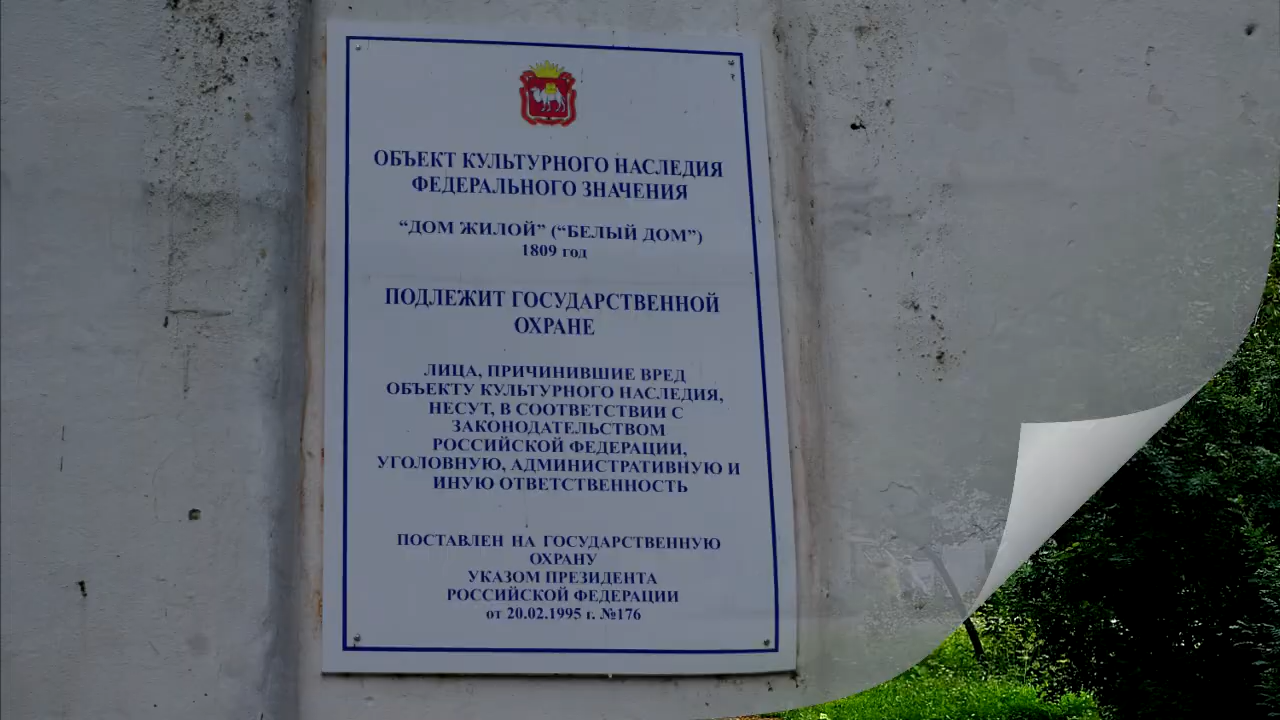 ОБЪЕКТ КУЛЬТУРНОГО НАСЛЕДИЯ
ФЕДЕРАЛЬНОГО ЗНАЧЕНИЯ
“ДОМ ЖИЛОЙ” (“БЕЛЫЙ ДОМ”)
1809 год
ПОДЛЕЖИТ ГОСУДАРСТВЕННОЙ
ОХРАНЕ
ЛИЦА, ПРИЧИНИВШИЕ ВРЕД
ОБЪЕКТУ КУЛЬТУРНОГО НАСЛЕДИЯ,
НЕСУТ, В СООТВЕТСТВИИ С
ЗАКОНОДАТЕЛЬСТВОМ
РОССИЙСКОЙ ФЕДЕРАЦИИ,
УГОЛОВНУЮ, АДМИНИСТРАТИВНУЮ И
ИНУЮ ОТВЕТСТВЕННОСТЬ
ПОСТАВЛЕН НА ГОСУДАРСТВЕННУЮ
ОХРАНУ
УКАЗОМ ПРЕЗИДЕНТА
РОССИЙСКОЙ ФЕДЕРАЦИИ
от 20.02.1995 г. №176